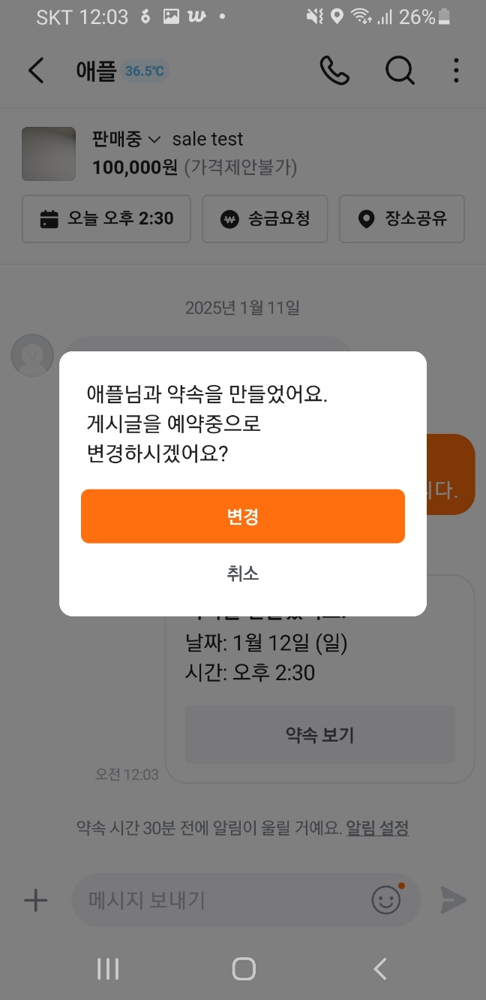 SKT 12:03 26%
애플 36.5℃
판매중 sale test
100,000원 (가격제안불가)
오늘 오후 2:30 송금요청 장소공유
2025년 1월 11일
애플님과 약속을 만들었어요.
게시글을 예약중으로
변경하시겠어요?
니다.
변경
취소
날짜: 1월 12일 (일)
시간: 오후 2:30
약속 보기
오전 12:03
약속 시간 30분 전에 알림이 울릴 거예요. 알림 설정
메시지 보내기